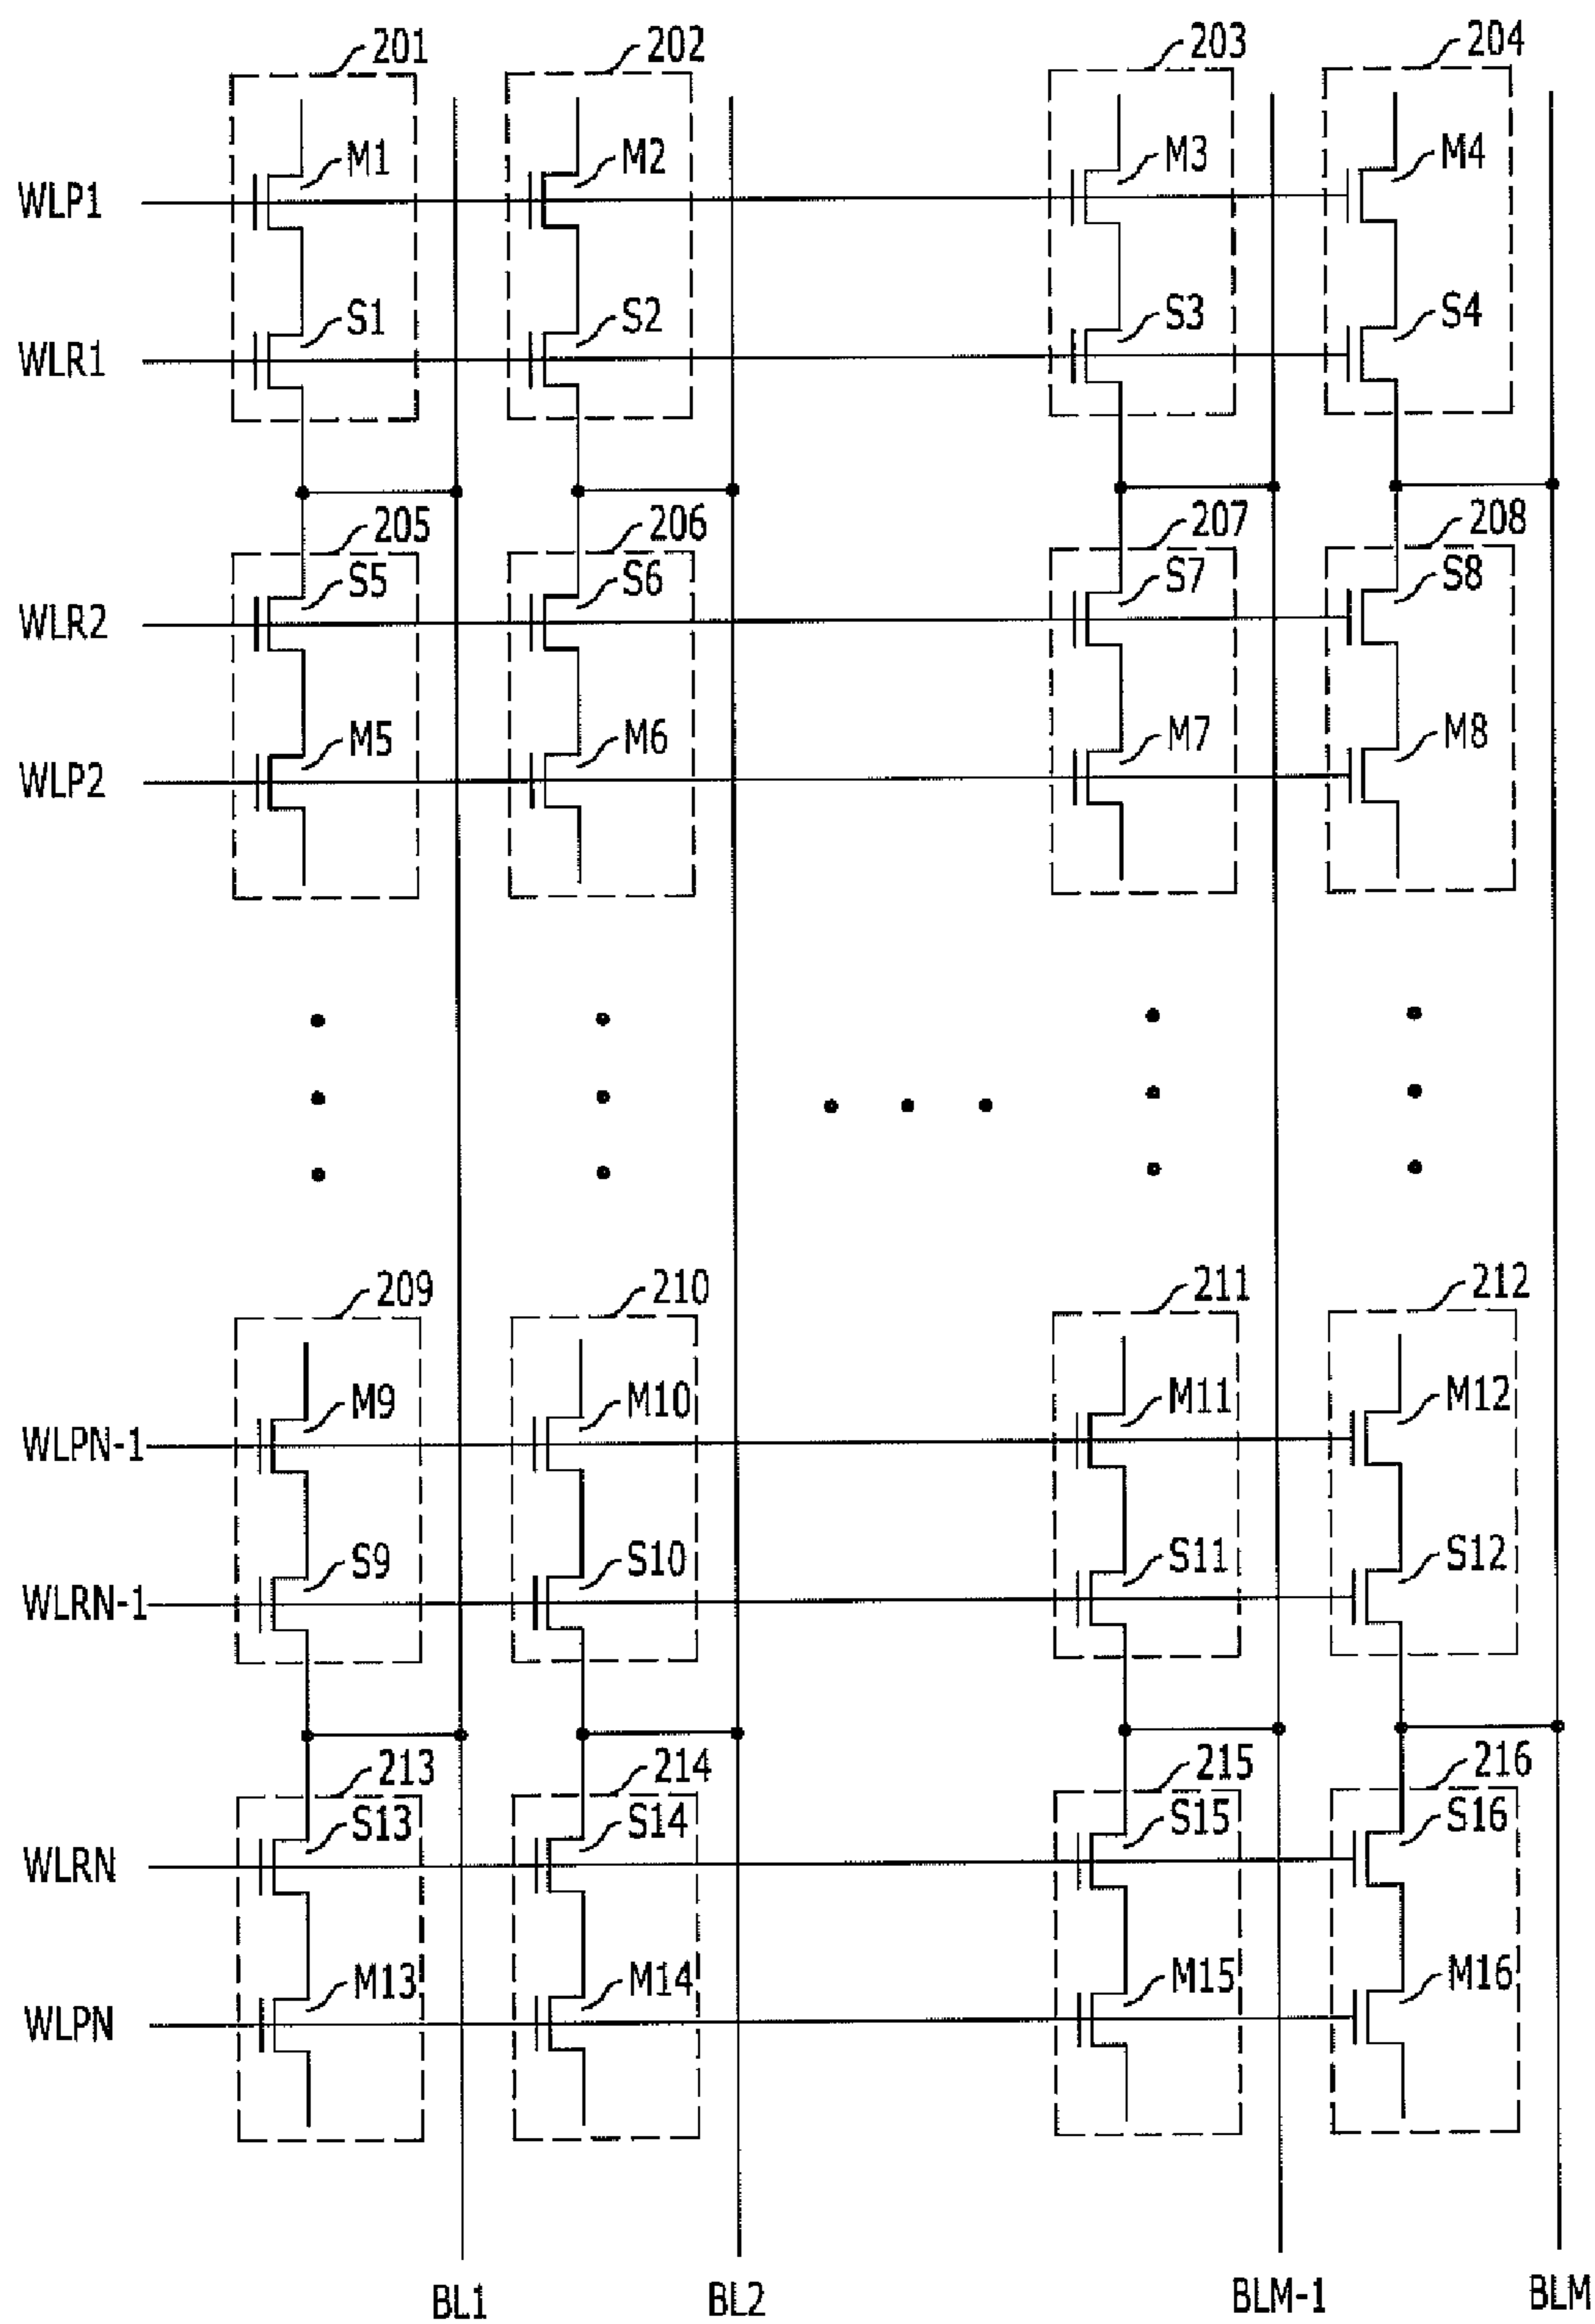 201 202 203 204
M1 M2 M3 M4
WLP1
S1 S2 S3 S4
WLR1
205 206 207 208
S5 S6 S7 S8
WLR2
M5 M6 M7 M8
WLP2
209 210 211 212
M9 M10 M11 M12
WLPN-1
S9 S10 S11 S12
WLRN-1
213 214 215 216
S13 S14 S15 S16
WLRN
M13 M14 M15 M16
WLPN
BL1 BL2 BLM-1 BLM